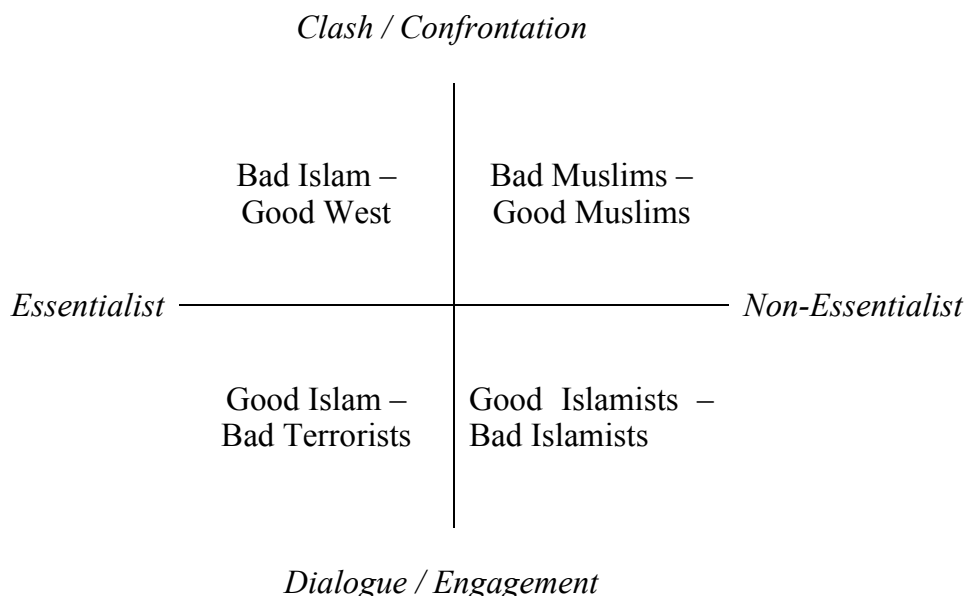 Clash / Confrontation
Bad Islam –
Good West
Bad Muslims –
Good Muslims
Essentialist
Non-Essentialist
Good Islam –
Bad Terrorists
Good Islamists –
Bad Islamists
Dialogue / Engagement